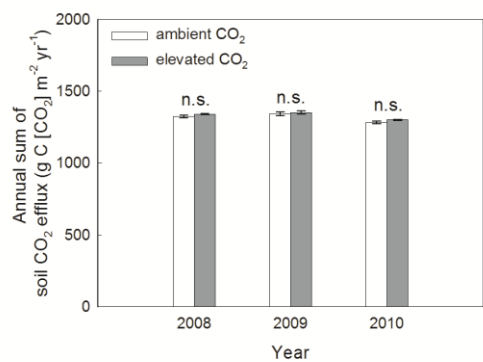 2000
ambient CO₂
elevated CO₂
n.s.
n.s.
n.s.
1500
1000
500
0
Annual sum of
soil CO₂ efflux (g C [CO₂] m⁻² yr⁻¹)
2008
2009
2010
Year